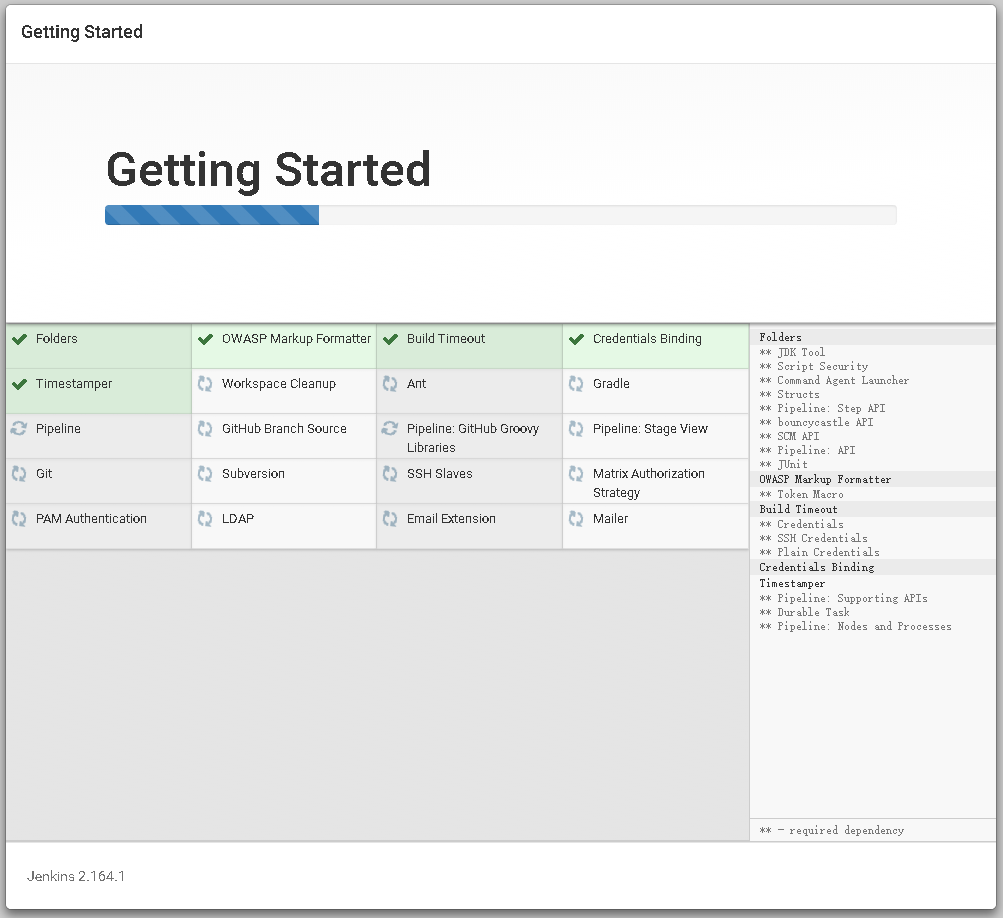 Getting Started
Getting Started
Folders
OWASP Markup Formatter
Build Timeout
Credentials Binding
Timestamper
Workspace Cleanup
Ant
Gradle
Pipeline
GitHub Branch Source
Pipeline: GitHub Groovy
Libraries
Pipeline: Stage View
Git
Subversion
SSH Slaves
Matrix Authorization
Strategy
PAM Authentication
LDAP
Email Extension
Mailer
Folders
** JDK Tool
** Script Security
** Command Agent Launcher
** Structs
** Pipeline: Step API
** bouncycastle API
** SCM API
** Pipeline: API
** JUnit
OWASP Markup Formatter
** Token Macro
Build Timeout
** Credentials
** SSH Credentials
** Plain Credentials
Credentials Binding
Timestamper
** Pipeline: Supporting APIs
** Durable Task
** Pipeline: Nodes and Processes
** - required dependency
Jenkins 2.164.1